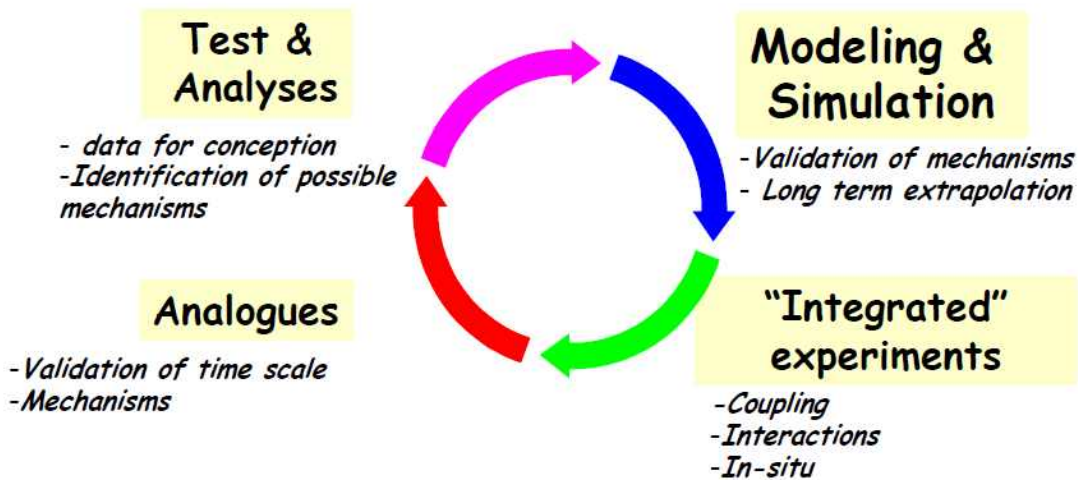 Test &
Analyses
- data for conception
-Identification of possible
mechanisms
Modeling &
Simulation
-Validation of mechanisms
- Long term extrapolation
Analogues
-Validation of time scale
-Mechanisms
“Integrated”
experiments
-Coupling
-Interactions
-In-situ